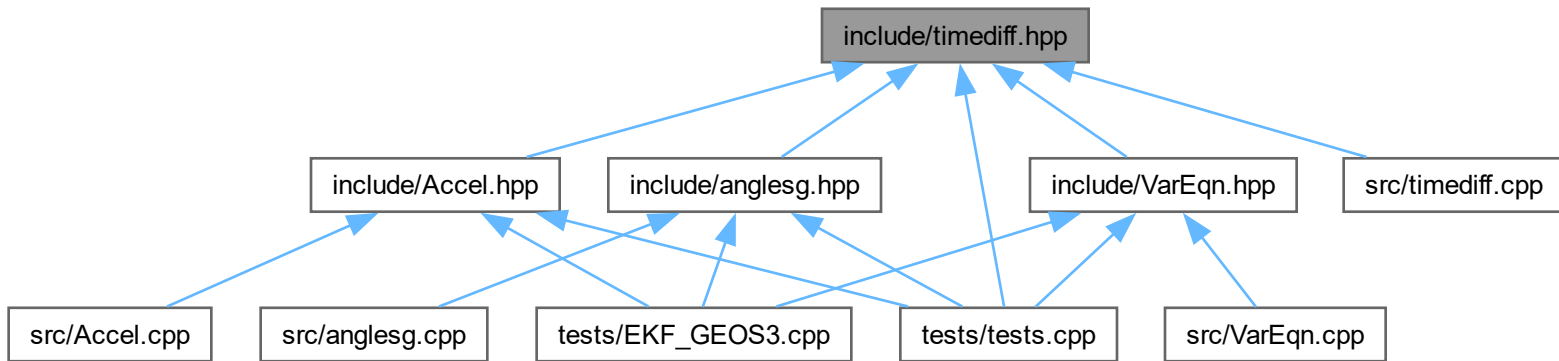 include/timediff.hpp
include/Accel.hpp
include/anglesg.hpp
include/VarEqn.hpp
src/timediff.cpp
src/Accel.cpp
src/anglesg.cpp
tests/EKF_GEOS3.cpp
tests/tests.cpp
src/VarEqn.cpp